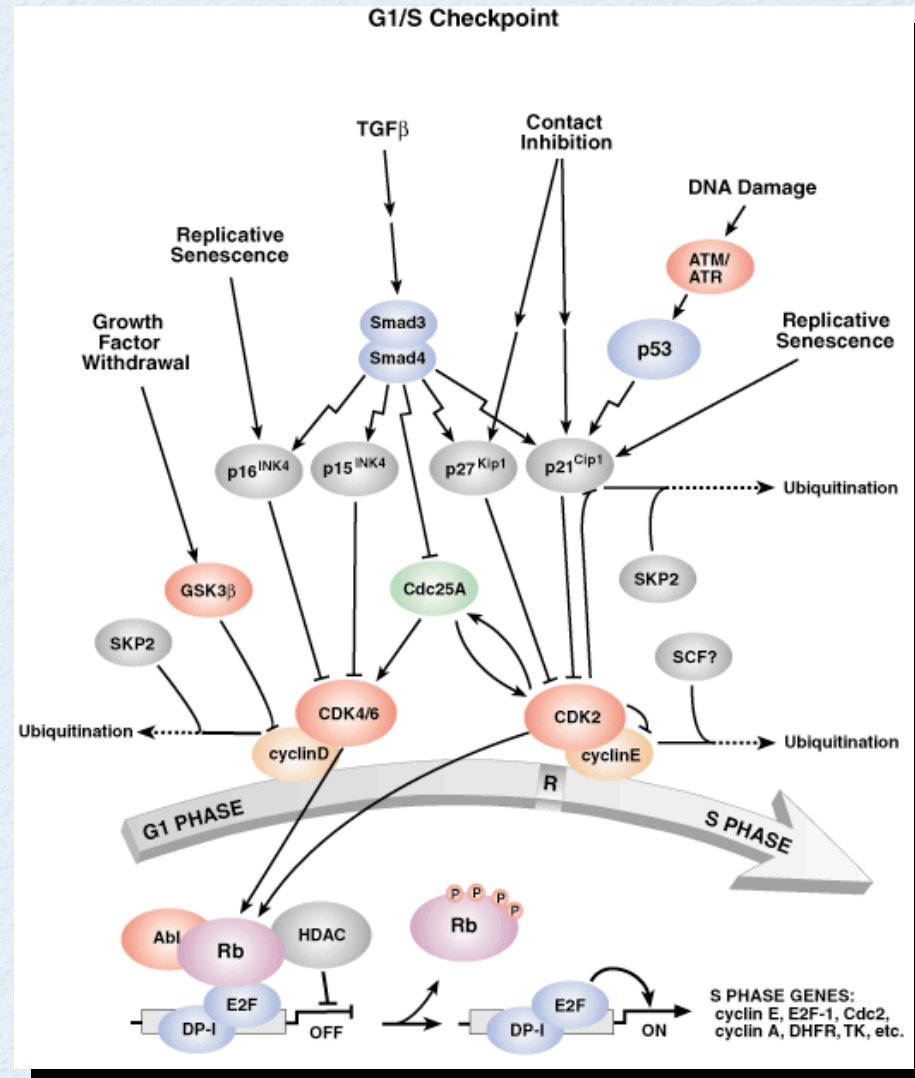 G1/S Checkpoint
TGFβ
Contact
Inhibition
DNA Damage
Replicative
Senescence
ATM/
ATR
Growth
Factor
Withdrawal
Smad3
Smad4
p53
Replicative
Senescence
p16INK4
p15INK4
p27Kip1
p21Cip1
Ubiquitination
GSK3β
Cdc25A
SKP2
SKP2
SCF?
CDK4/6
CDK2
Ubiquitination
cyclinD
cyclinE
Ubiquitination
G1 PHASE
R
S PHASE
P P P P
Abl
Rb
HDAC
Rb
E2F
DP-I
OFF
E2F
DP-I
ON
S PHASE GENES:
cyclin E, E2F-1, Cdc2,
cyclin A, DHFR, TK, etc.